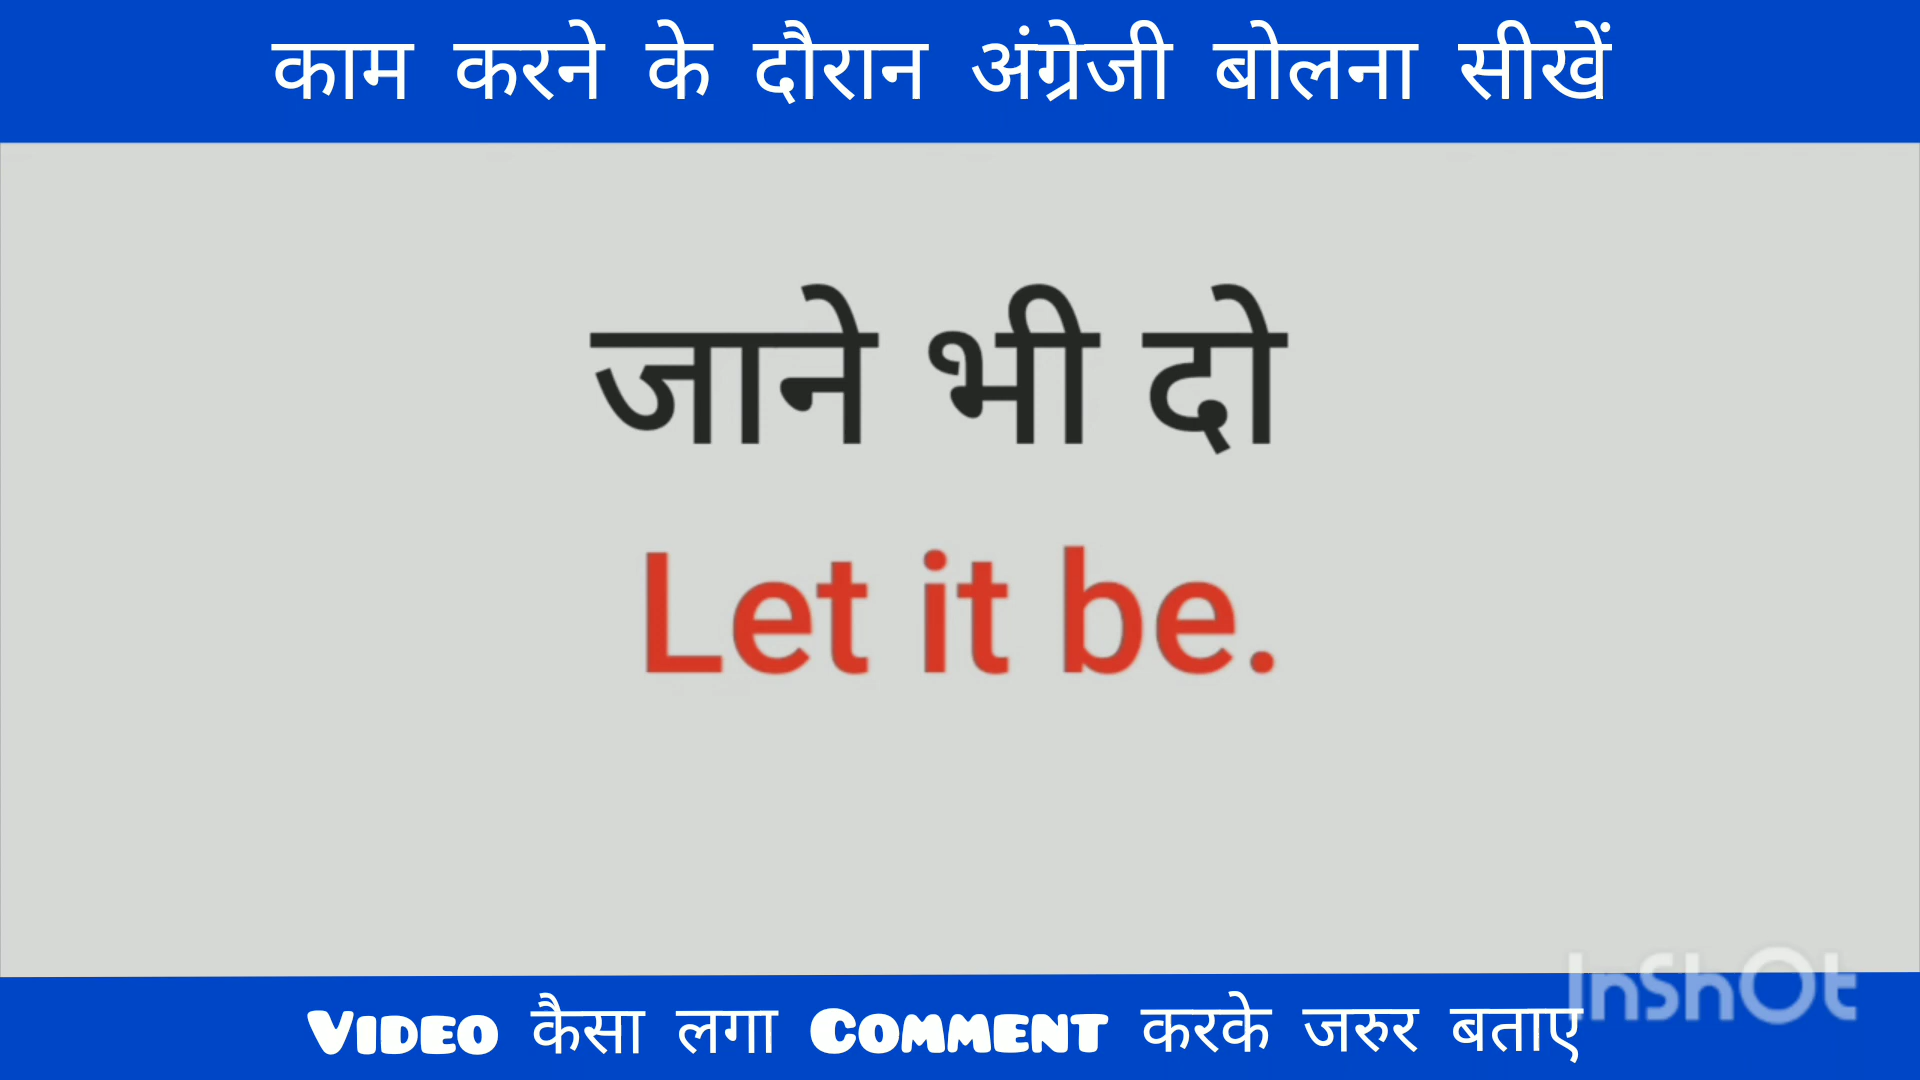 काम करने के दौरान अंग्रेजी बोलना सीखें
जाने भी दो
Let it be.
VIDEO कैसा लगा COMMENT करके जरुर बताए
InShOt